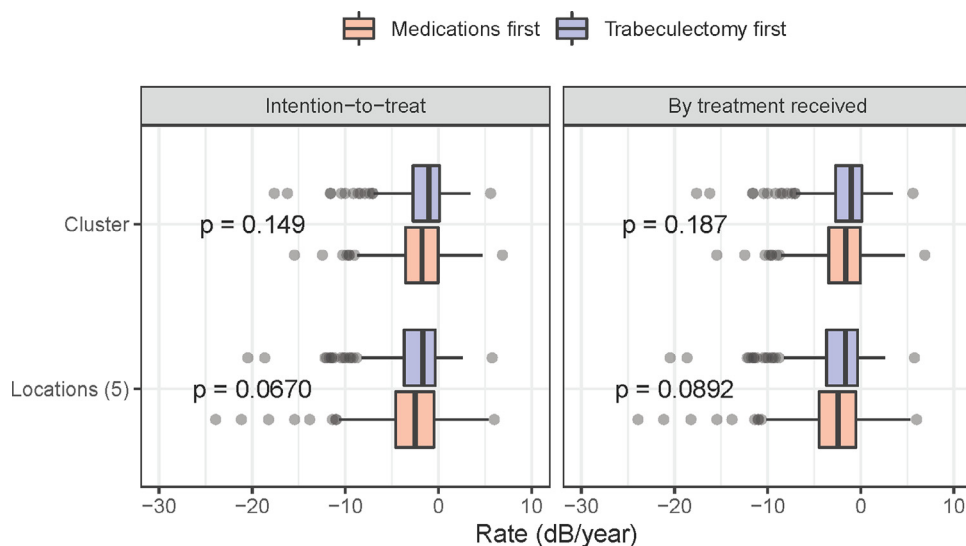 Medications first Trabeculectomy first
Intention−to−treat By treatment received
Cluster
p = 0.149 p = 0.187
Locations (5)
p = 0.0670 p = 0.0892
−30 −20 −10 0 10 −30 −20 −10 0 10
Rate (dB/year)